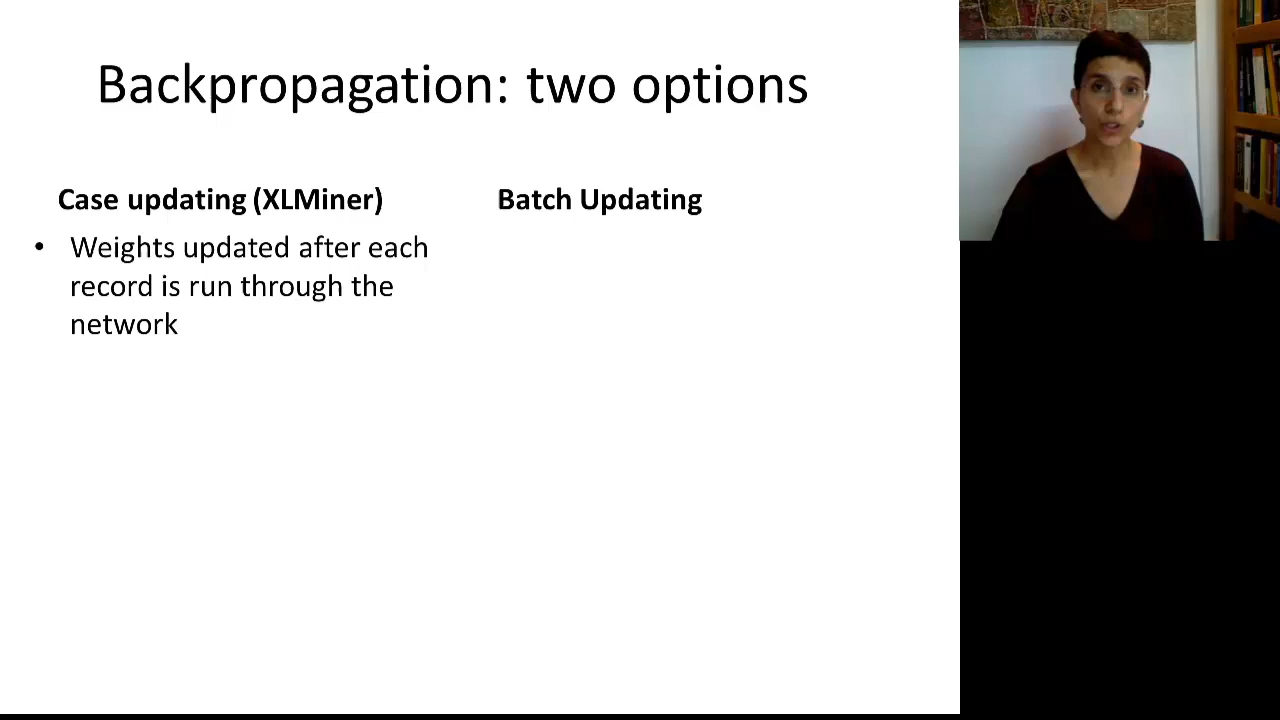 Backpropagation: two options
Case updating (XLMiner)
Batch Updating
• Weights updated after each
record is run through the
network